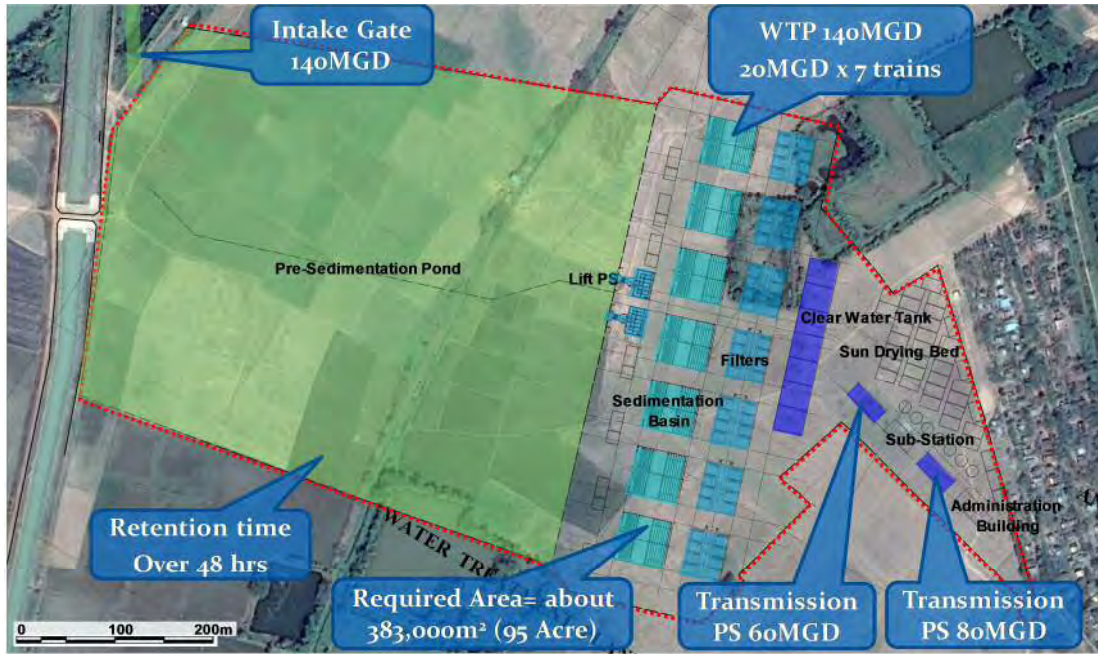 Intake Gate
140MGD
WTP 140MGD
20MGD x 7 trains
Pre-Sedimentation Pond
Lift PS
Clear Water Tank
Sun Drying Bed
Filters
Sedimentation
Basin
Sub-Station
Administration
Building
Retention time
Over 48 hrs
WATER TRE
Required Area= about
383,000m² (95 Acre)
Transmission
PS 60MGD
Transmission
PS 80MGD
0 100 200m